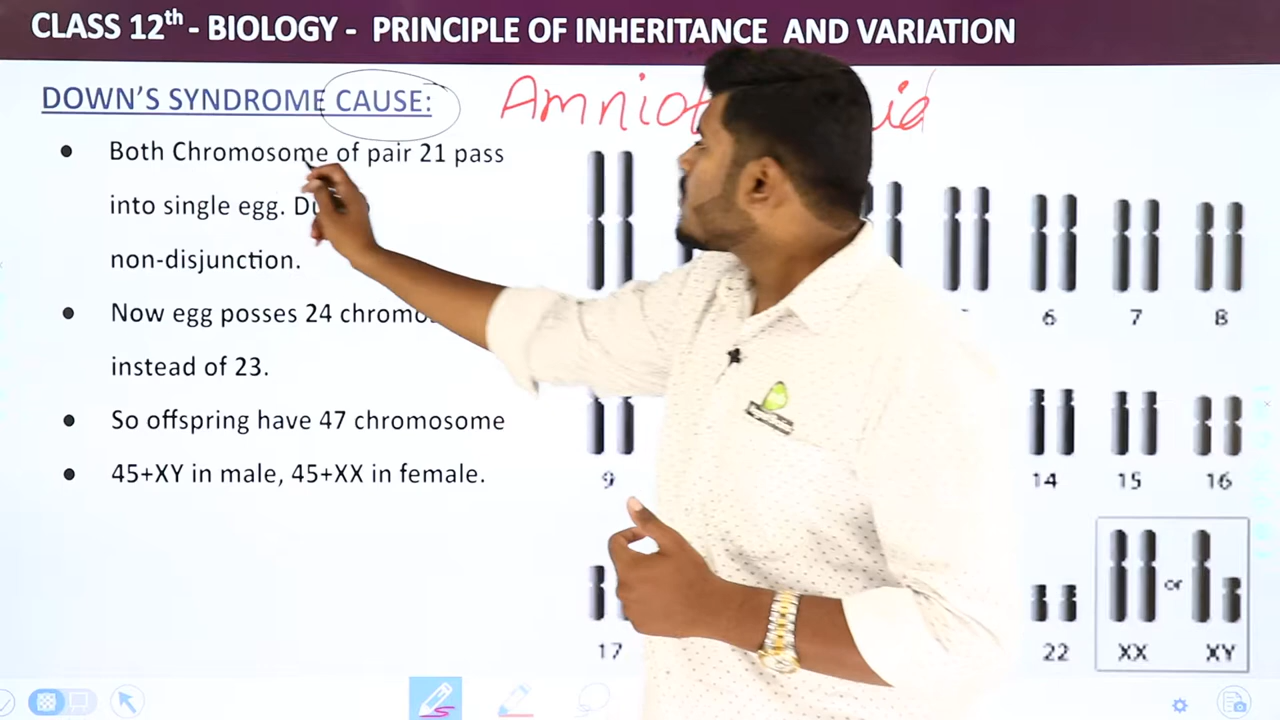 CLASS 12th - BIOLOGY - PRINCIPLE OF INHERITANCE AND VARIATION
DOWN'S SYNDROME CAUSE:
Both Chromosome of pair 21 pass
into single egg.
non-disjunction.
Now egg posses 24
instead of 23.
So offspring have 47 chromosome
45+XY in male, 45+XX in female.
6 7 8
9 14 15 16
or
17 22 XX XY